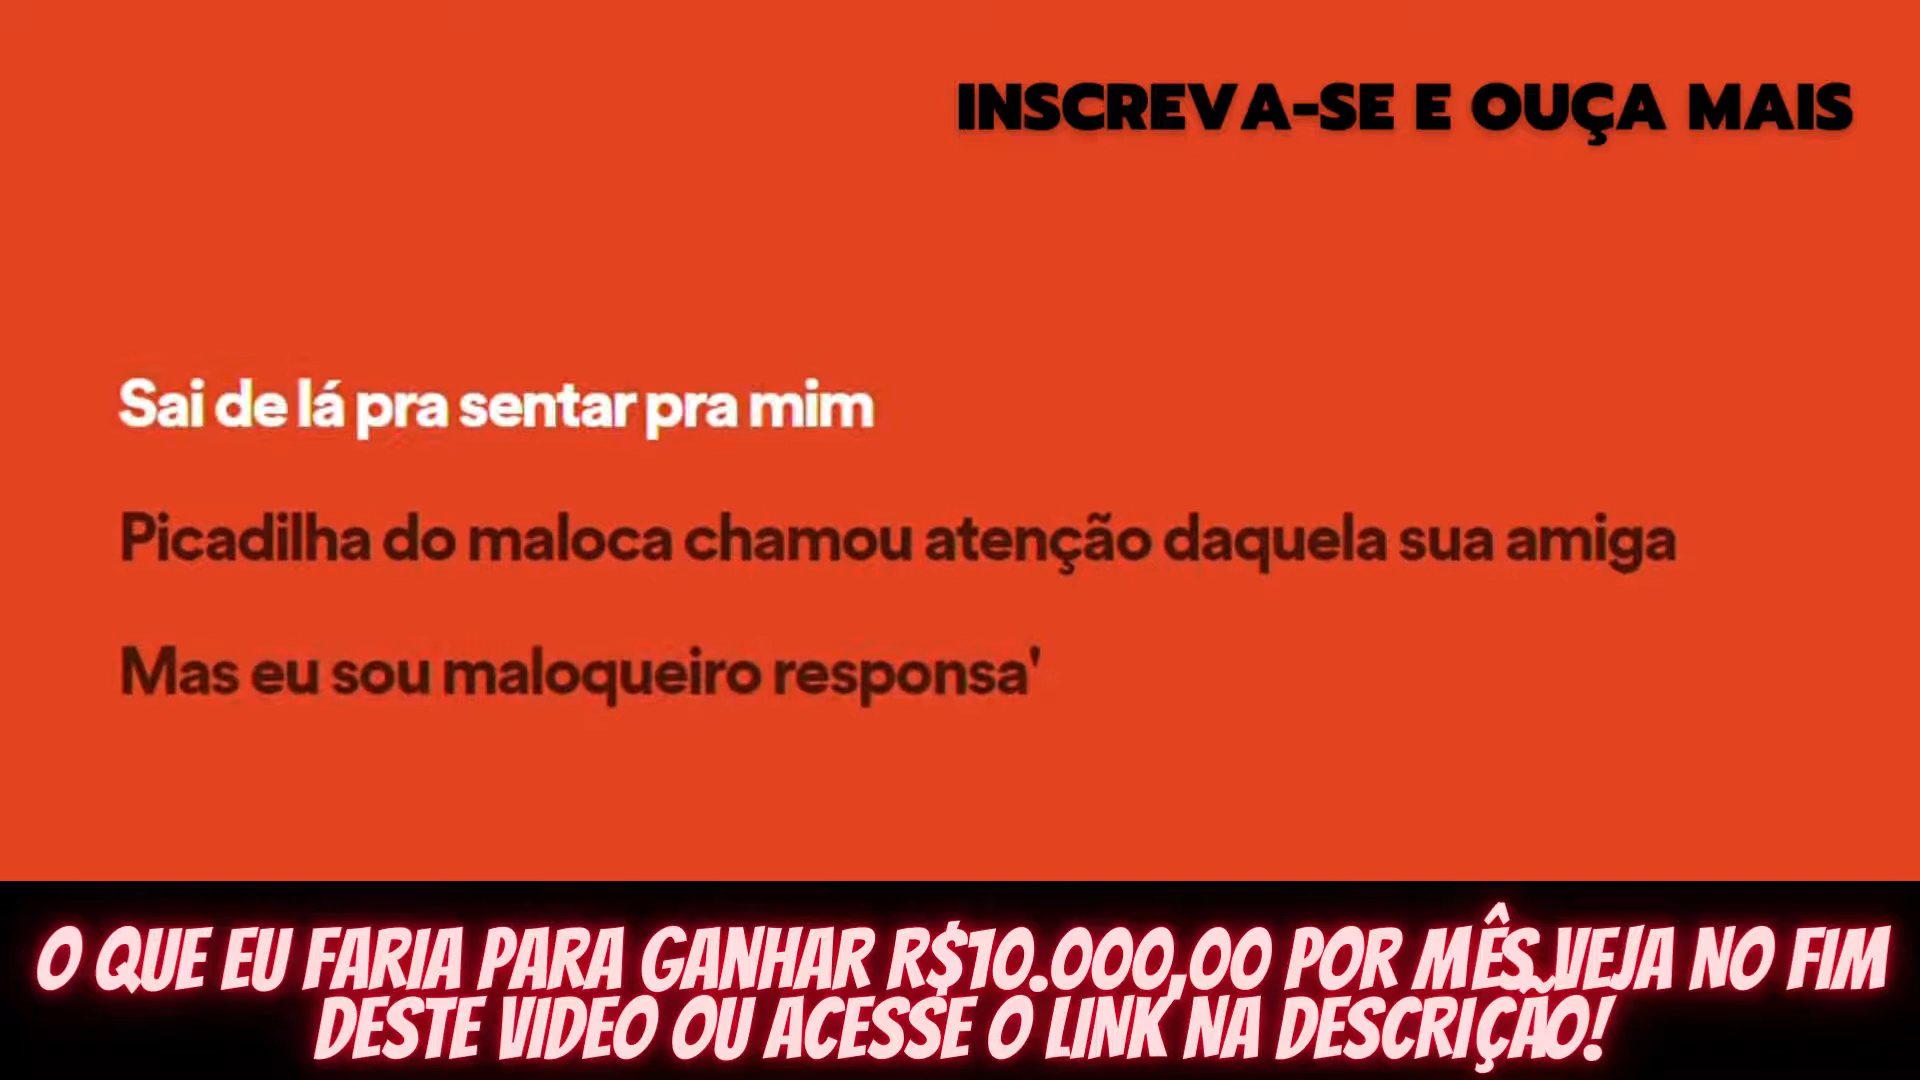 INSCREVA-SE E OUÇA MAIS
Sai de lá pra sentar pra mim
Picadilha do maloca chamou atenção daquela sua amiga
Mas eu sou maloqueiro responsa'
O QUE EU FARIA PARA GANHAR R$10.000,00 POR MÊS,VEJA NO FIM
DESTE VIDEO OU ACESSE O LINK NA DESCRIÇÃO!